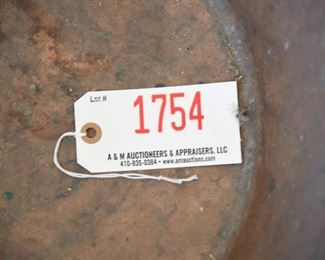 Lot #
1754
A & M AUCTIONEERS & APPRAISERS, LLC
410-835-0384 • www.amauctions.com